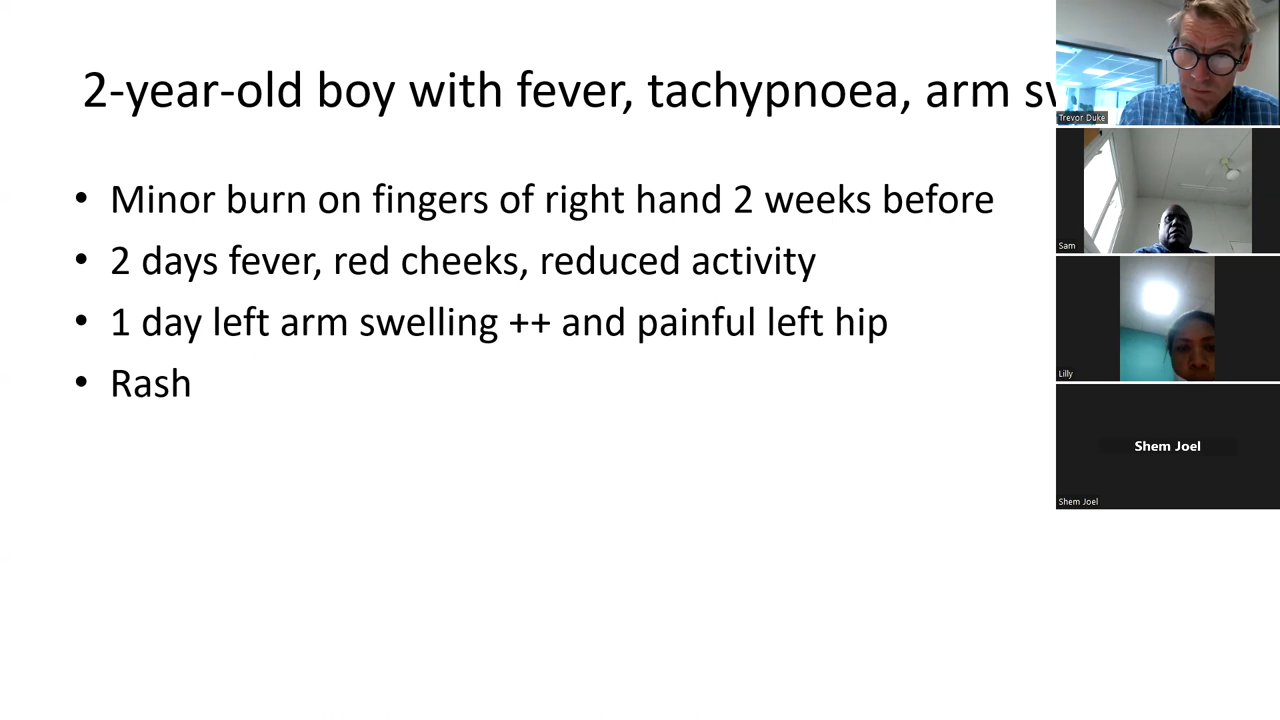 2-year-old boy with fever, tachypnoea, arm
• Minor burn on fingers of right hand 2 weeks before
• 2 days fever, red cheeks, reduced activity
• 1 day left arm swelling ++ and painful left hip
• Rash
Trevor Duke
Sam
Lilly
Shem Joel
Shem Joel